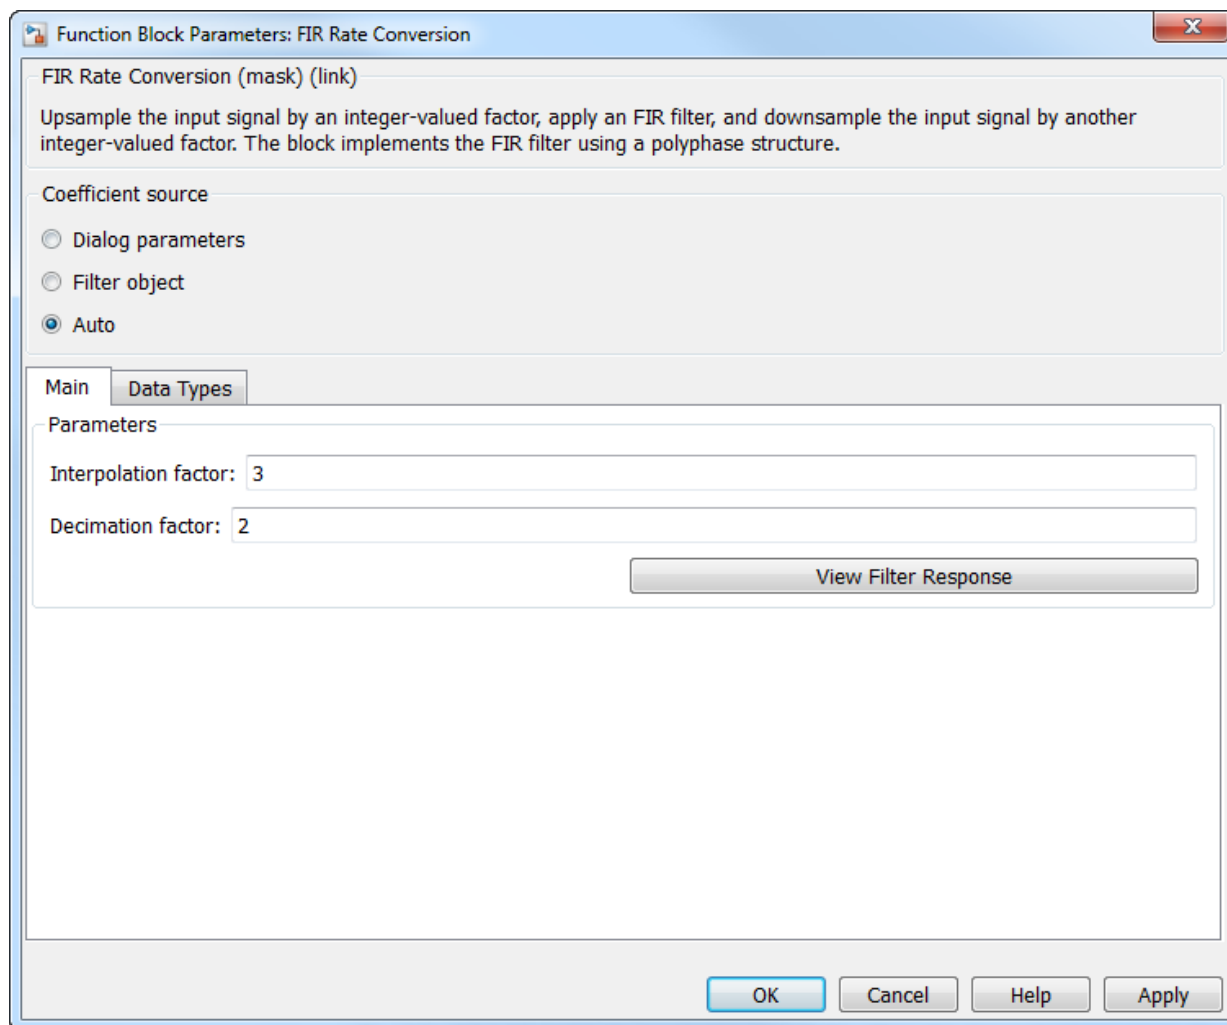 Function Block Parameters: FIR Rate Conversion
FIR Rate Conversion (mask) (link)
Upsample the input signal by an integer-valued factor, apply an FIR filter, and downsample the input signal by another
integer-valued factor. The block implements the FIR filter using a polyphase structure.
Coefficient source
Dialog parameters
Filter object
Auto
Main Data Types
Parameters
Interpolation factor: 3
Decimation factor: 2
View Filter Response
OK Cancel Help Apply